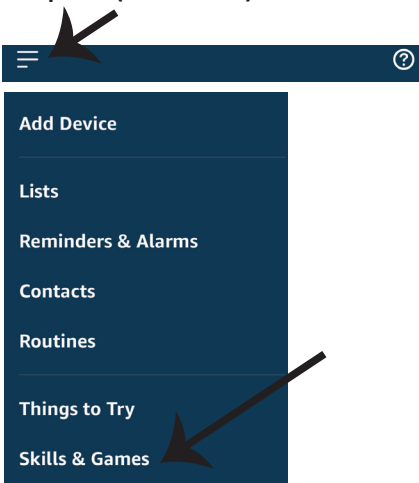 Add Device
Lists
Reminders & Alarms
Contacts
Routines
Things to Try
Skills & Games